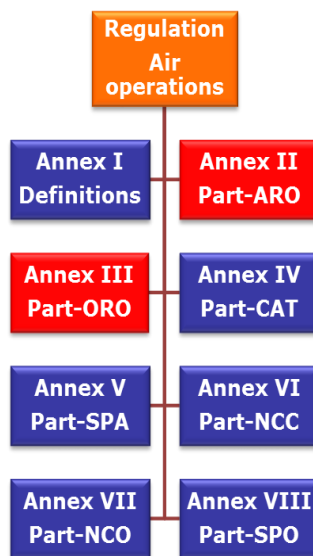 Regulation
Air
operations
Annex I
Definitions
Annex II
Part-ARO
Annex III
Part-ORO
Annex IV
Part-CAT
Annex V
Part-SPA
Annex VI
Part-NCC
Annex VII
Part-NCO
Annex VIII
Part-SPO